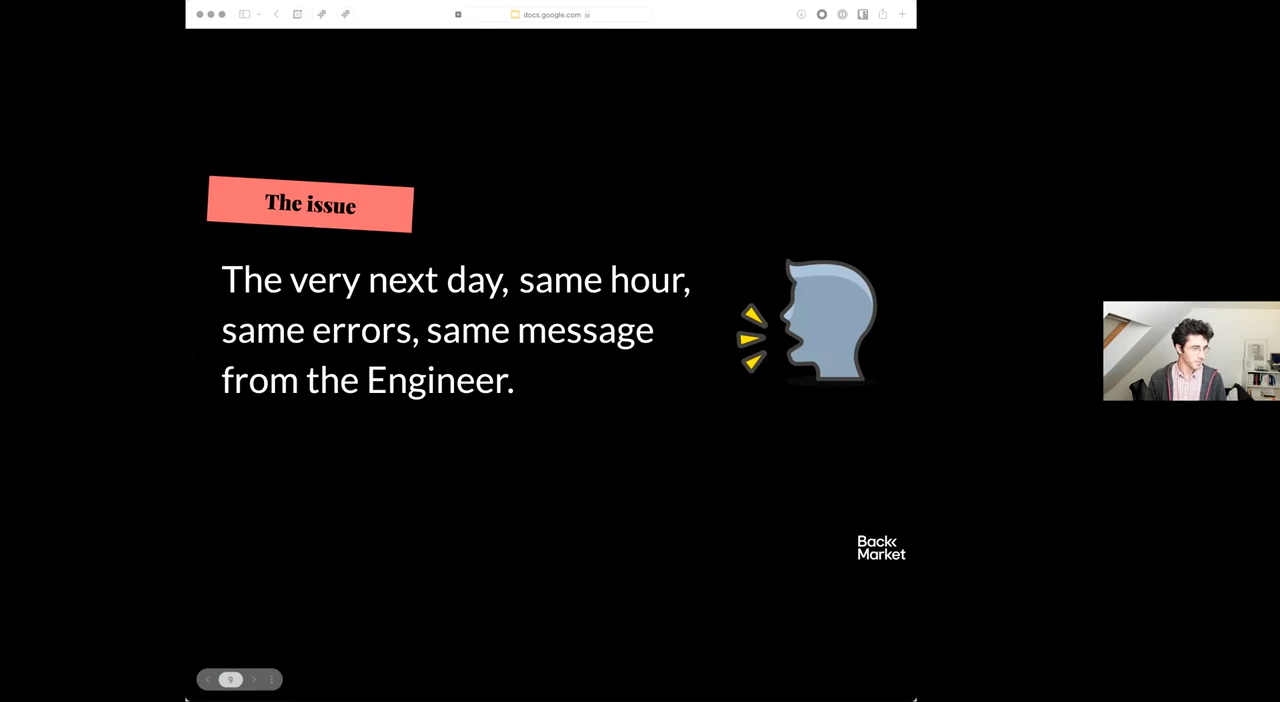 docs.google.com
The issue
The very next day, same hour,
same errors, same message
from the Engineer.
Back
Market
9